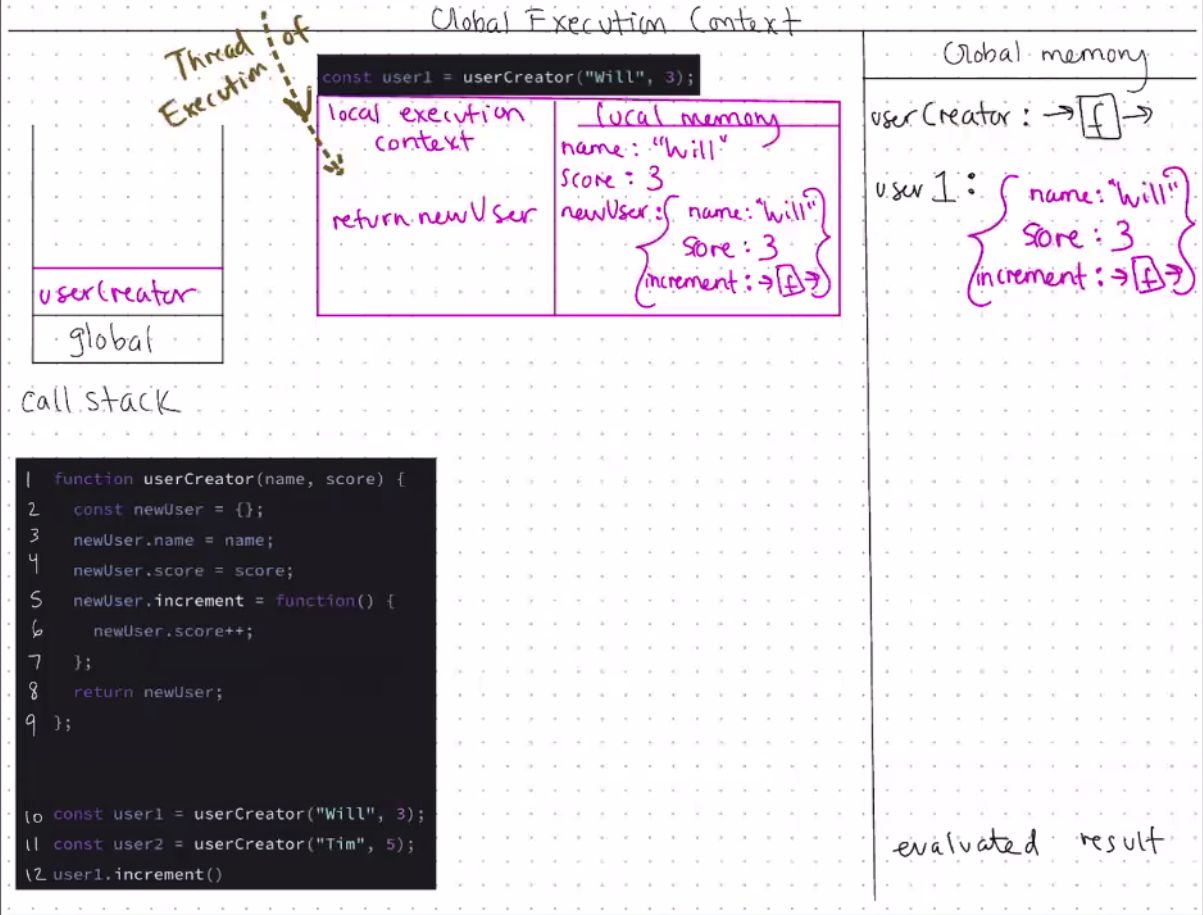 Global Execution Context
Thread of
Execution
const user1 = userCreator("Will", 3);
local execution
context
return newUser
local memory
name: "Will"
score: 3
newUser: { name: "Will"
score: 3
increment: → f → }
Global memory
userCreator: → f →
user 1: { name: "Will"
score: 3
increment: → f → }
userCreator
global
call stack
1 function userCreator(name, score) {
2 const newUser = {};
3 newUser.name = name;
4 newUser.score = score;
5 newUser.increment = function() {
6 newUser.score++;
7 };
8 return newUser;
9 };
10 const user1 = userCreator("Will", 3);
11 const user2 = userCreator("Tim", 5);
12 user1.increment()
evaluated result